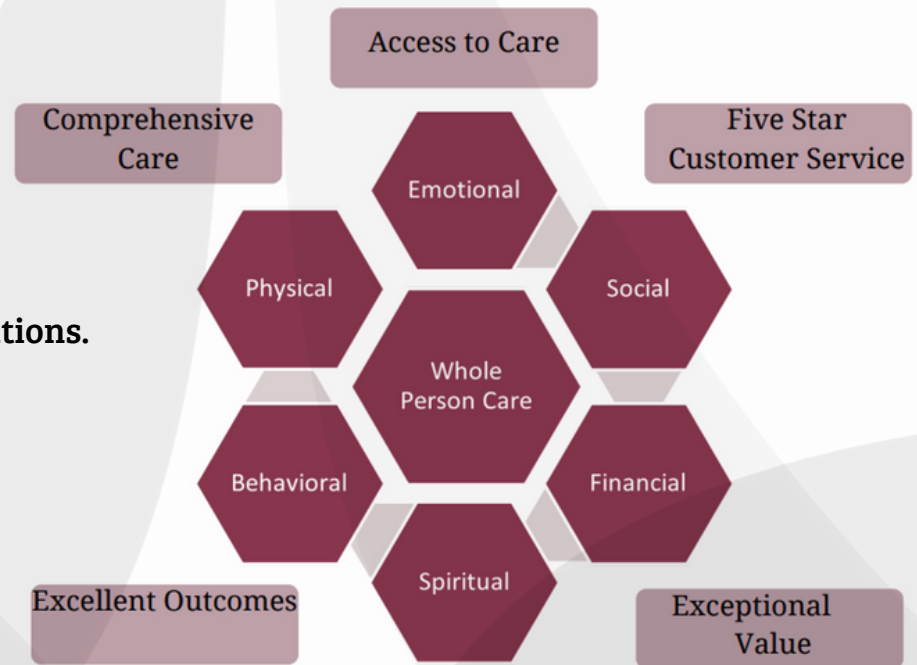 Access to Care
Comprehensive
Care
Five Star
Customer Service
Emotional
Physical
Social
Whole
Person Care
Behavioral
Financial
Spiritual
Excellent Outcomes
Exceptional
Value